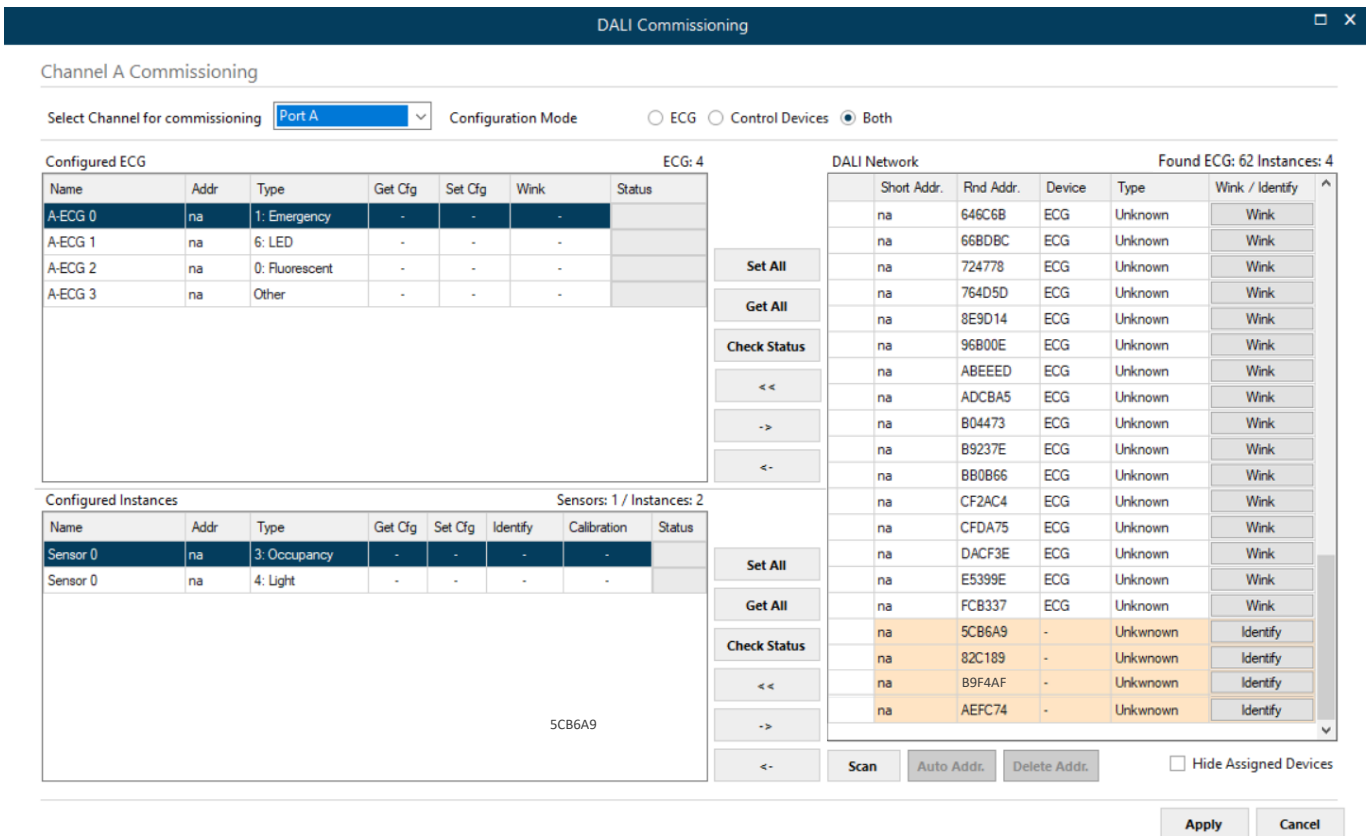 DALI Commissioning
Channel A Commissioning
Select Channel for commissioning Port A Configuration Mode ECG Control Devices Both
Configured ECG ECG: 4
Name Addr Type Get Cfg Set Cfg Wink Status
A-ECG 0 na 1: Emergency - - -
A-ECG 1 na 6: LED - - -
A-ECG 2 na 0: Fluorescent - - -
A-ECG 3 na Other - - -
Set All
Get All
Check Status
<<
->
<-
Configured Instances Sensors: 1 / Instances: 2
Name Addr Type Get Cfg Set Cfg Identify Calibration Status
Sensor 0 na 3: Occupancy - - - -
Sensor 0 na 4: Light - - - -
5CB6A9
Set All
Get All
Check Status
<<
->
<-
DALI Network Found ECG: 62 Instances: 4
Short Addr. Rnd Addr. Device Type Wink / Identify
na 646C6B ECG Unknown Wink
na 66BDBC ECG Unknown Wink
na 724778 ECG Unknown Wink
na 764D5D ECG Unknown Wink
na 8E9D14 ECG Unknown Wink
na 96B00E ECG Unknown Wink
na ABEEED ECG Unknown Wink
na ADCBA5 ECG Unknown Wink
na B04473 ECG Unknown Wink
na B9237E ECG Unknown Wink
na BB0B66 ECG Unknown Wink
na CF2AC4 ECG Unknown Wink
na CFDA75 ECG Unknown Wink
na DACF3E ECG Unknown Wink
na E5399E ECG Unknown Wink
na FCB337 ECG Unknown Wink
na 5CB6A9 - Unkwnown Identify
na 82C189 - Unkwnown Identify
na B9F4AF - Unkwnown Identify
na AEFC74 - Unkwnown Identify
Scan Auto Addr. Delete Addr. Hide Assigned Devices
Apply Cancel